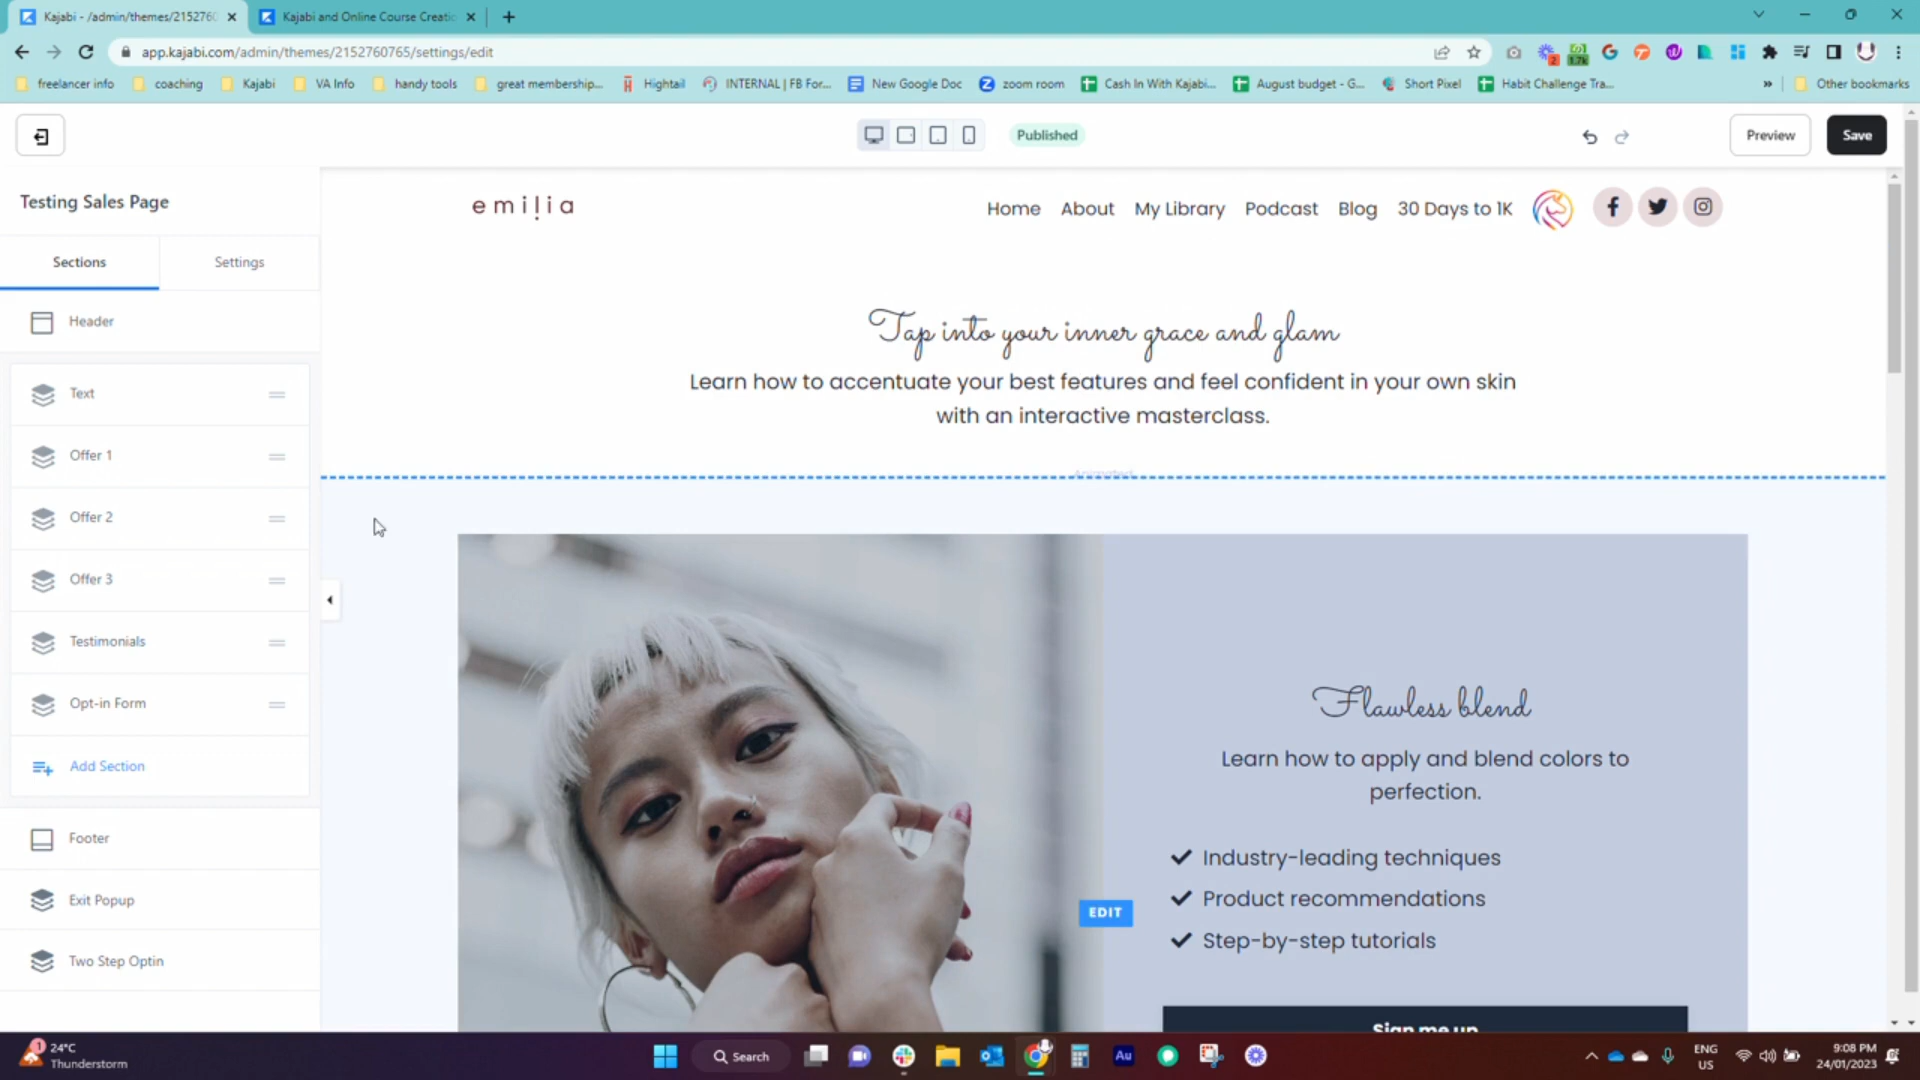 Kajabi - /admin/themes/2152760
Kajabi and Online Course Creatio
app.kajabi.com/admin/themes/2152760765/settings/edit
freelancer info
coaching
Kajabi
VA Info
handy tools
great membership...
Hightail
INTERNAL | FB For...
New Google Doc
zoom room
Cash In With Kajabi...
August budget - G...
Short Pixel
Habit Challenge Tra...
»
Other bookmarks
Published
Preview
Save
Testing Sales Page
Sections
Settings
Header
Text
Offer 1
Offer 2
Offer 3
Testimonials
Opt-in Form
Add Section
Footer
Exit Popup
Two Step Optin
emilia
Home About My Library Podcast Blog 30 Days to 1K
Tap into your inner grace and glam
Learn how to accentuate your best features and feel confident in your own skin
with an interactive masterclass.
Animated
Flawless blend
Learn how to apply and blend colors to
perfection.
Industry-leading techniques
Product recommendations
Step-by-step tutorials
EDIT
Sign me up
1
24°C
Thunderstorm
Search
Au
ENG
US
9:08 PM
24/01/2023